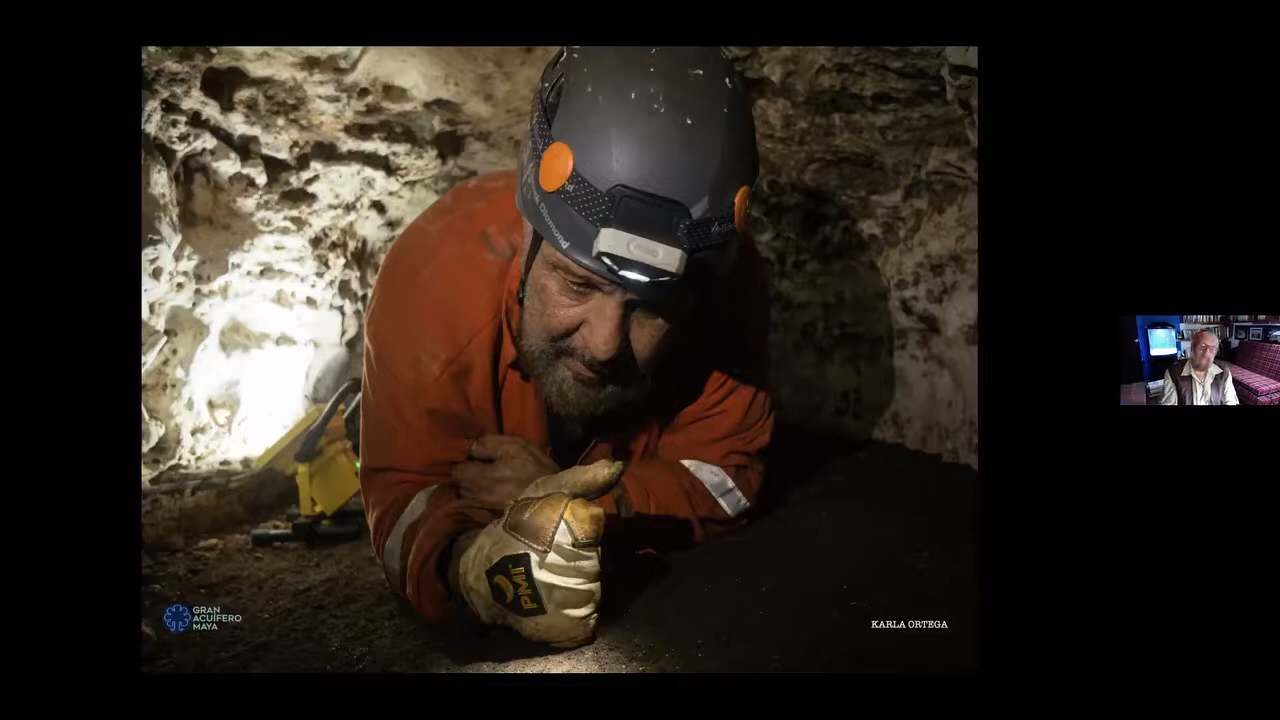 Diamond
PMI
GRAN
ACUÍFERO
MAYA
KARLA ORTEGA